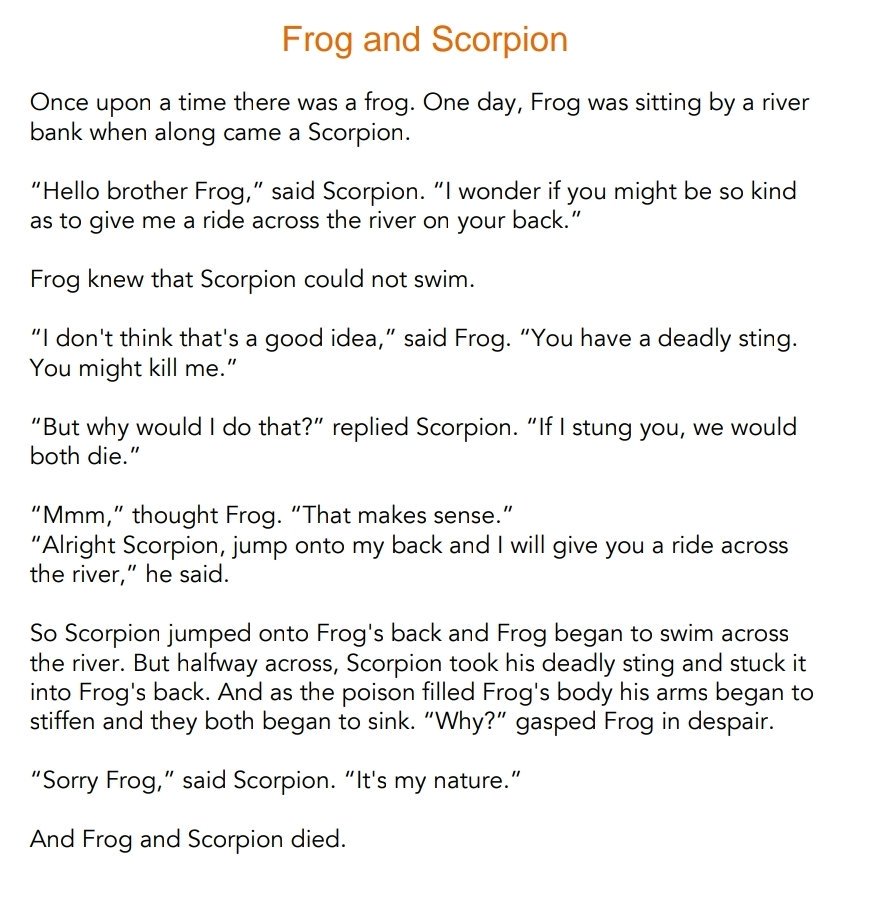 Frog and Scorpion
Once upon a time there was a frog. One day, Frog was sitting by a river
bank when along came a Scorpion.
“Hello brother Frog,” said Scorpion. “I wonder if you might be so kind
as to give me a ride across the river on your back.”
Frog knew that Scorpion could not swim.
“I don't think that's a good idea,” said Frog. “You have a deadly sting.
You might kill me.”
“But why would I do that?” replied Scorpion. “If I stung you, we would
both die.”
“Mmm,” thought Frog. “That makes sense.”
“Alright Scorpion, jump onto my back and I will give you a ride across
the river,” he said.
So Scorpion jumped onto Frog's back and Frog began to swim across
the river. But halfway across, Scorpion took his deadly sting and stuck it
into Frog's back. And as the poison filled Frog's body his arms began to
stiffen and they both began to sink. “Why?” gasped Frog in despair.
“Sorry Frog,” said Scorpion. “It's my nature.”
And Frog and Scorpion died.